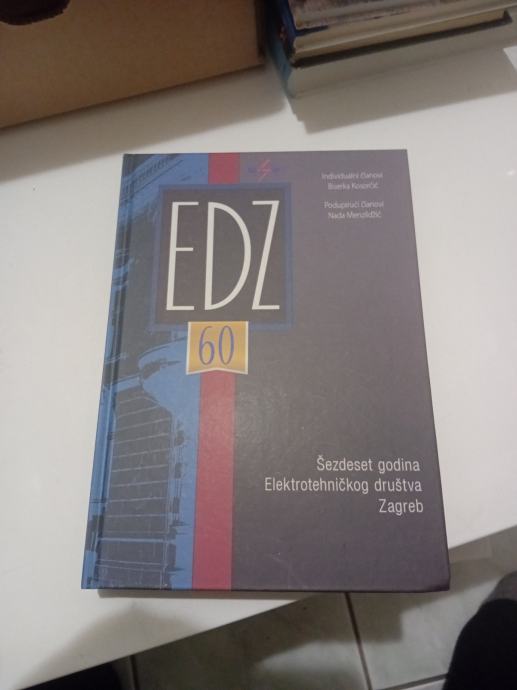 Individualni članovi
Biserka Kosorčić
Podupirući članovi
Nada Menzildžić
EDZ
60
Šezdeset godina
Elektrotehničkog društva
Zagreb